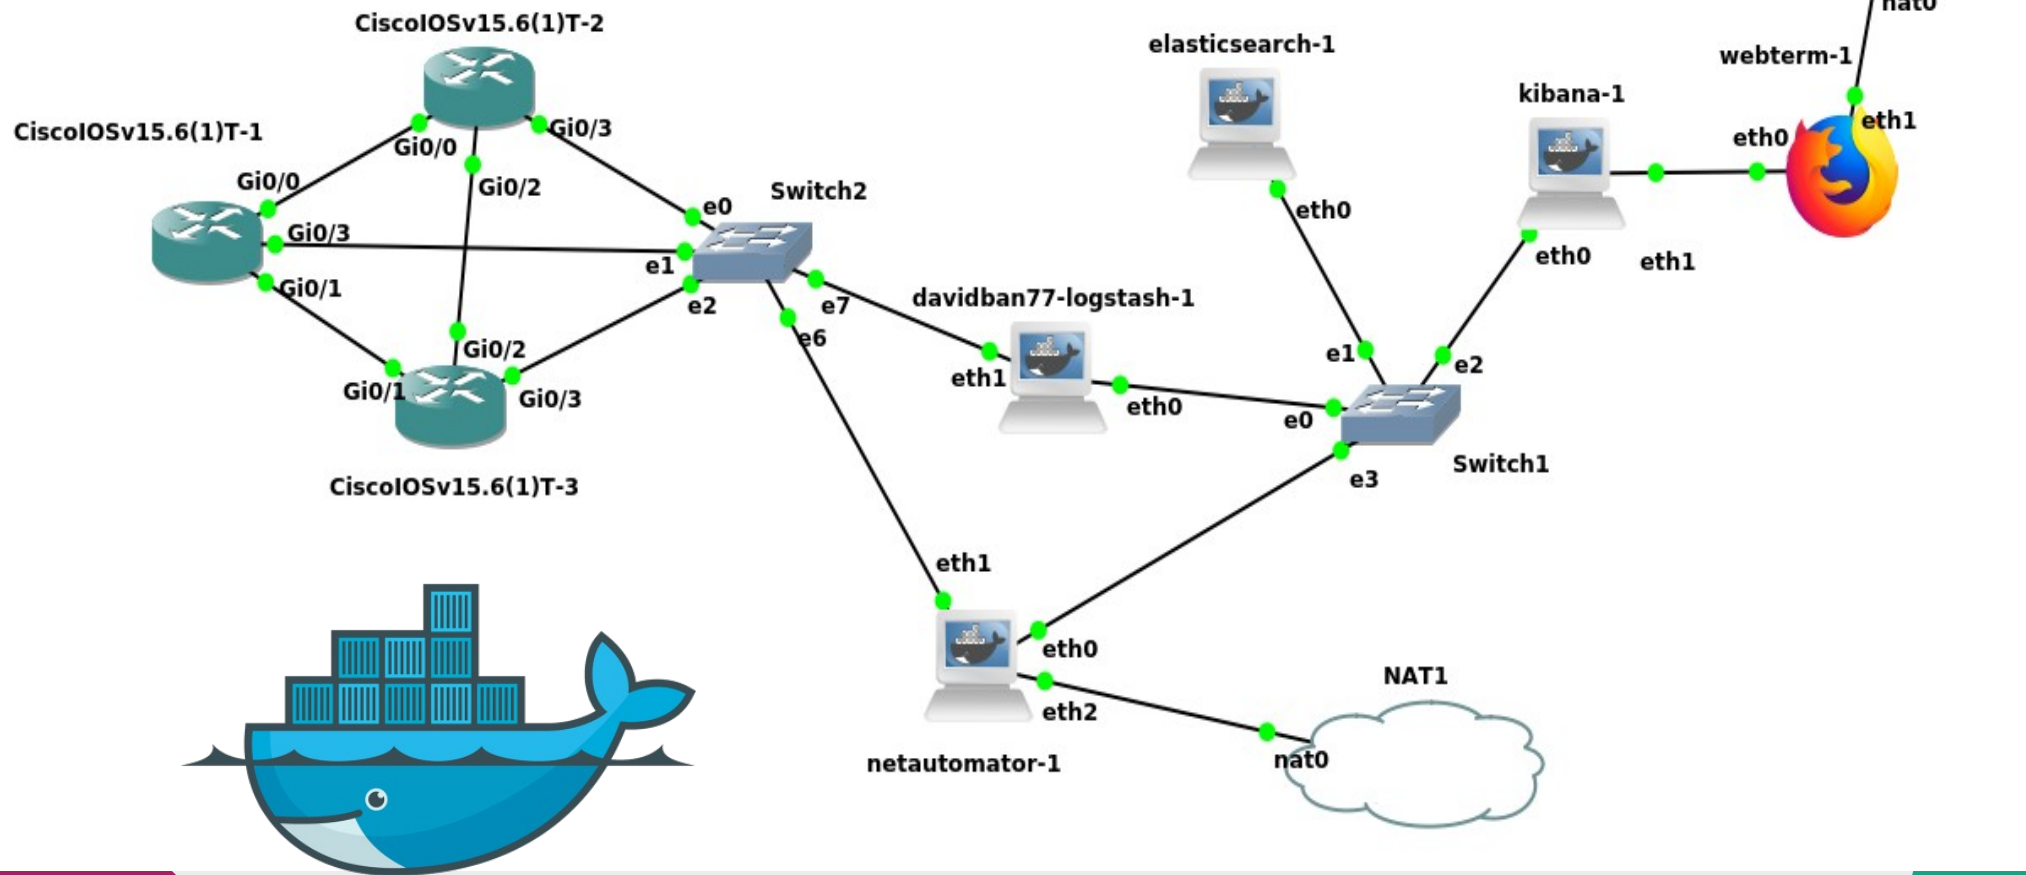 CiscoIOSv15.6(1)T-2
nat0
elasticsearch-1
webterm-1
kibana-1
CiscoIOSv15.6(1)T-1
Gi0/0
Gi0/3
eth0
eth1
Gi0/0
Gi0/2
Switch2
e0
eth0
Gi0/3
e1
eth0
eth1
Gi0/1
e2
e7
davidban77-logstash-1
e6
Gi0/2
e1
e2
Gi0/1
Gi0/3
eth1
eth0
e0
Switch1
e3
CiscoIOSv15.6(1)T-3
eth1
eth0
NAT1
eth2
nat0
netautomator-1